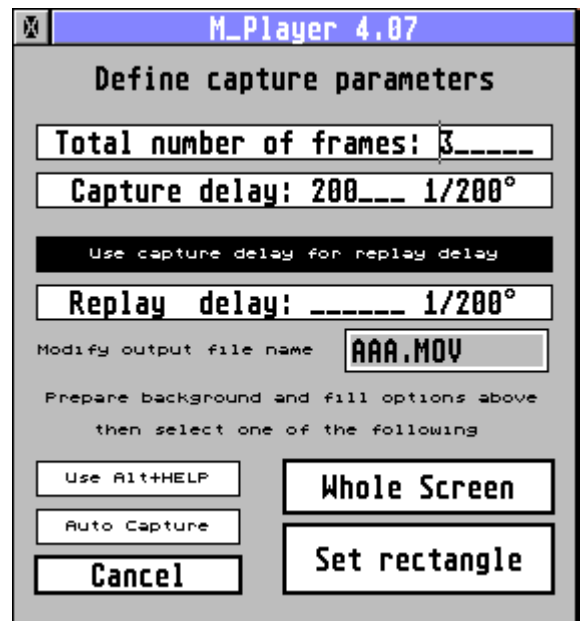 M_Player 4.07
Define capture parameters
Total number of frames: 3_____
Capture delay: 200___ 1/200°
Use capture delay for replay delay
Replay  delay: ______ 1/200°
Modify output file name AAA.MOV
Prepare background and fill options above
then select one of the following
Use Alt+HELP
Whole Screen
Auto Capture
Set rectangle
Cancel